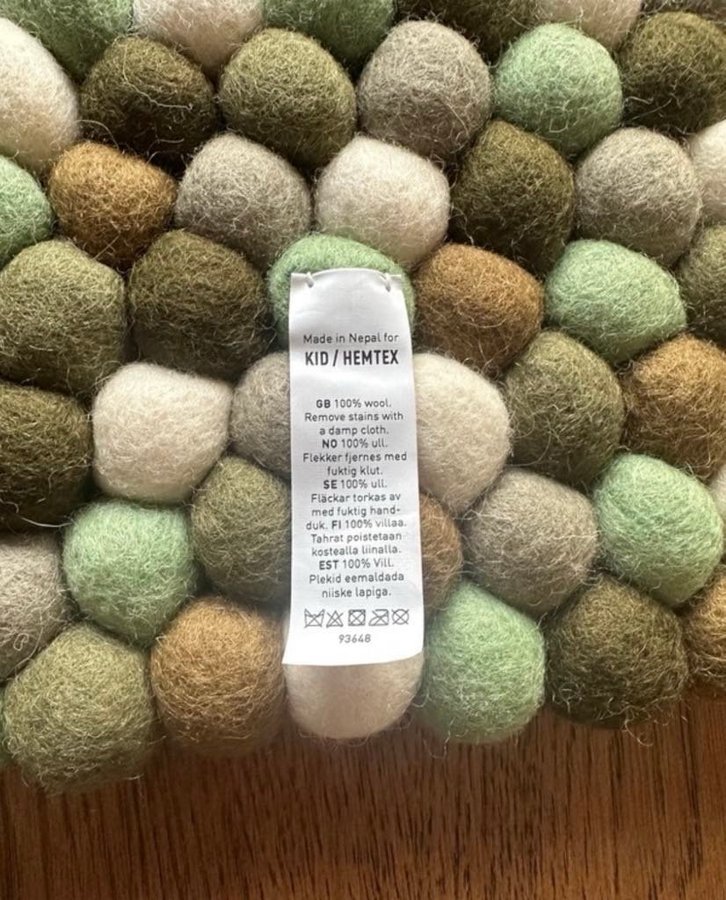 Made in Nepal for
KID / HEMTEX
GB 100% wool.
Remove stains with
a damp cloth.
NO 100% ull.
Flekker fjernes med
fuktig klut.
SE 100% ull.
Fläckar torkas av
med fuktig hand-
duk. FI 100% villaa.
Tahrat poistetaan
kostealla liinalla.
EST 100% Vill.
Plekid eemaldada
niiske lapiga.
93648